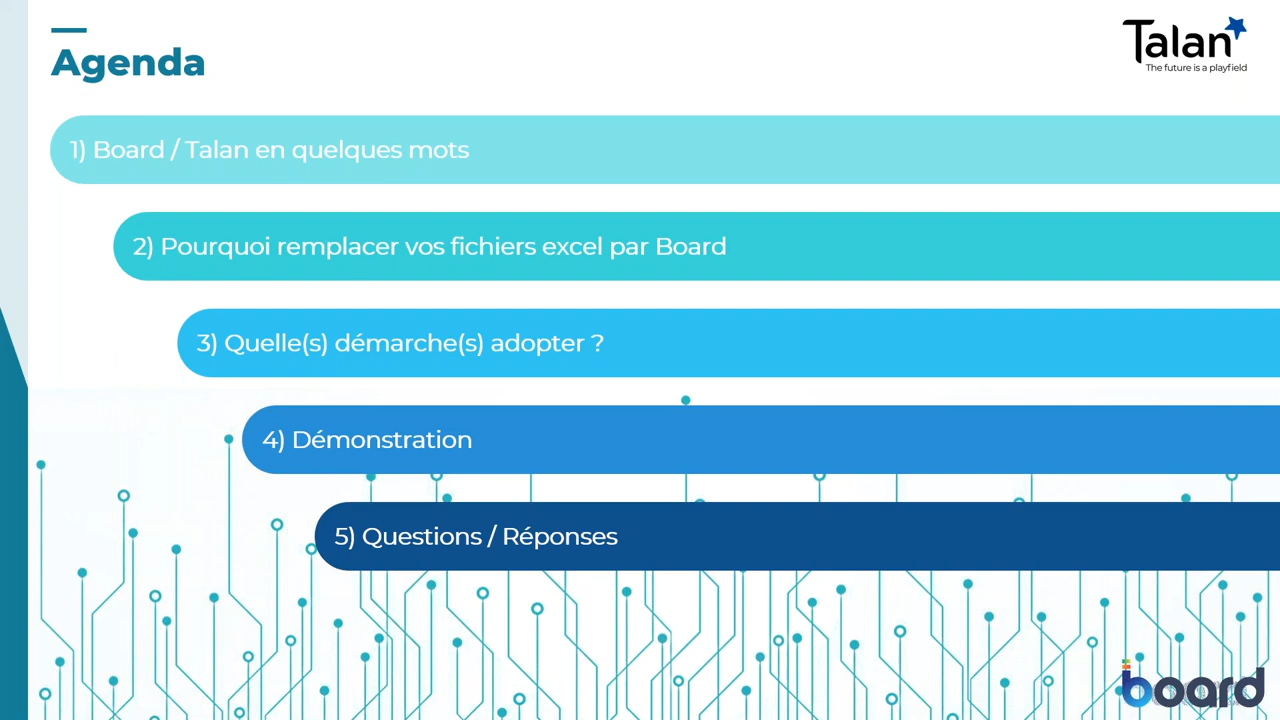 Agenda
Talan
The future is a playfield
1) Board / Talan en quelques mots
2) Pourquoi remplacer vos fichiers excel par Board
3) Quelle(s) démarche(s) adopter ?
4) Démonstration
5) Questions / Réponses
board